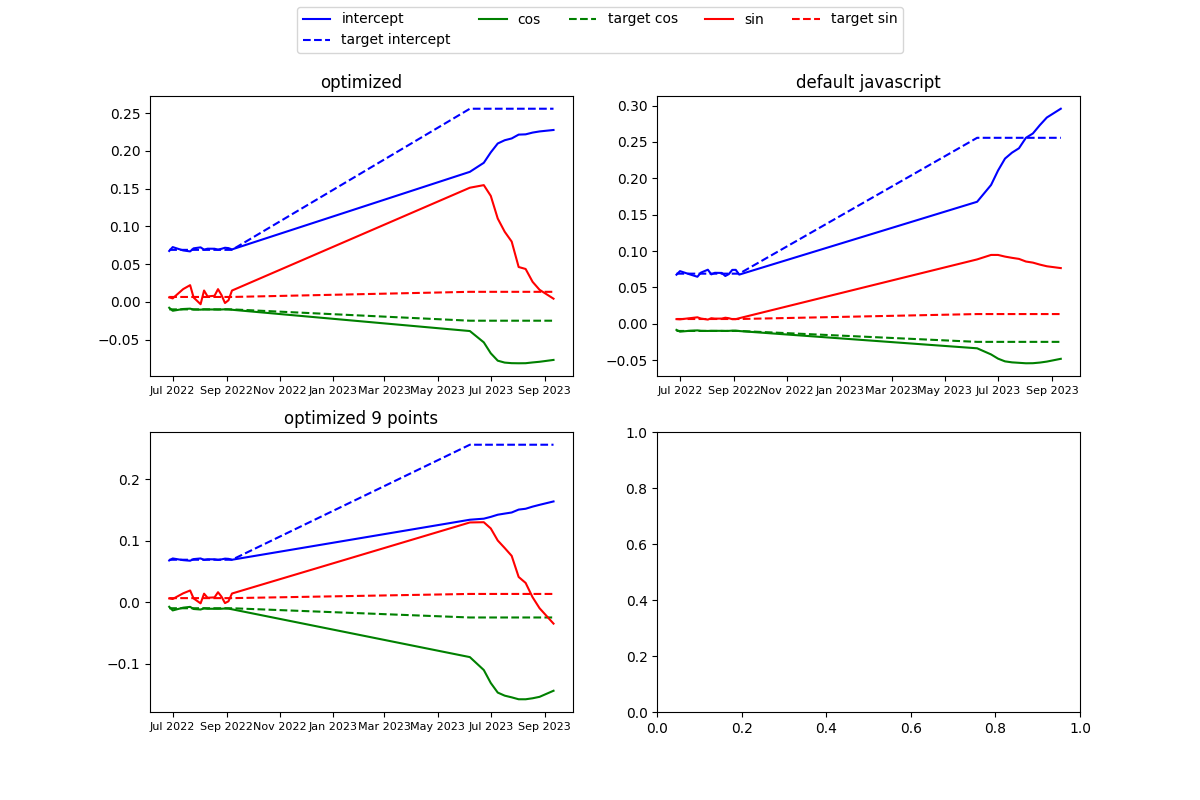 intercept cos target cos sin target sin
target intercept
optimized
0.25
0.20
0.15
0.10
0.05
0.00
−0.05
Jul 2022 Sep 2022 Nov 2022 Jan 2023 Mar 2023 May 2023 Jul 2023 Sep 2023
default javascript
0.30
0.25
0.20
0.15
0.10
0.05
0.00
−0.05
Jul 2022 Sep 2022 Nov 2022 Jan 2023 Mar 2023 May 2023 Jul 2023 Sep 2023
optimized 9 points
0.2
0.1
0.0
−0.1
Jul 2022 Sep 2022 Nov 2022 Jan 2023 Mar 2023 May 2023 Jul 2023 Sep 2023
1.0
0.8
0.6
0.4
0.2
0.0
0.0 0.2 0.4 0.6 0.8 1.0